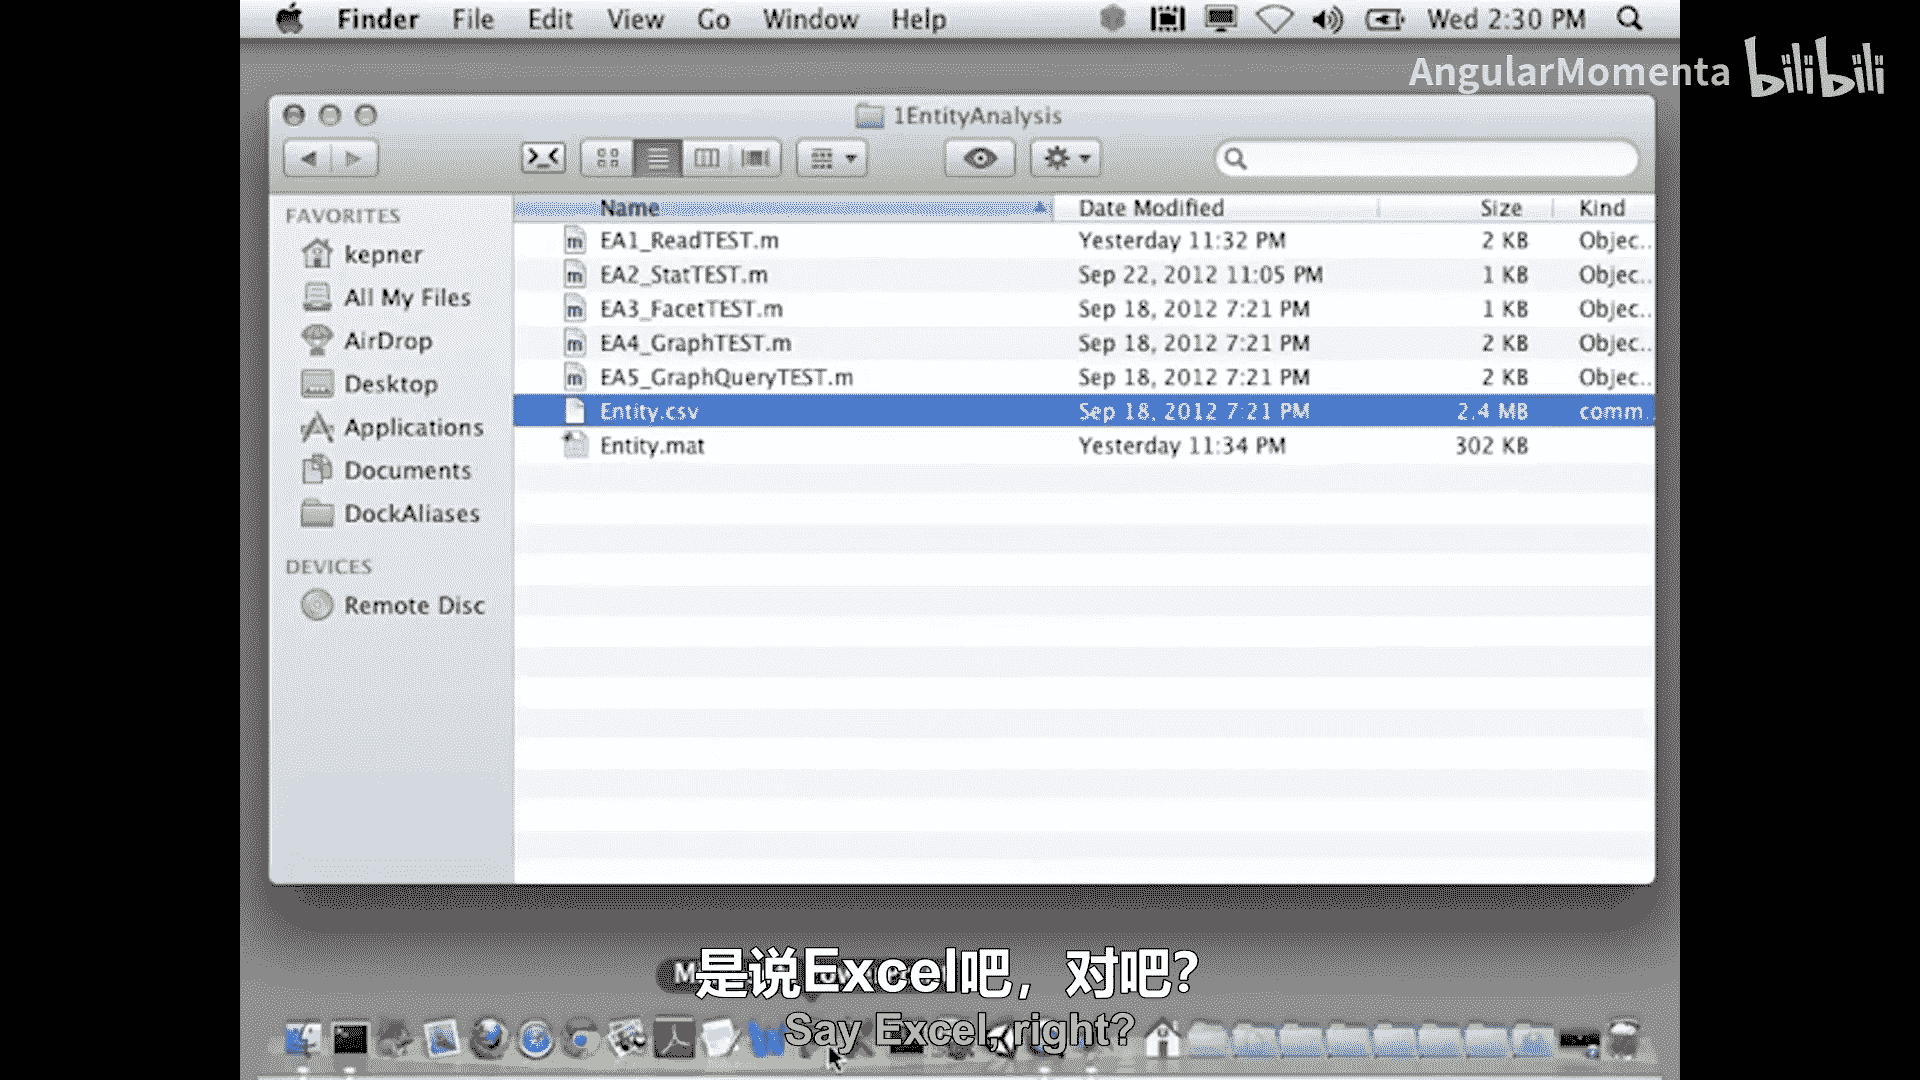 Finder File Edit View Go Window Help Wed 2:30 PM
AngularMomenta bilibili
1EntityAnalysis
FAVORITES
kepner
All My Files
AirDrop
Desktop
Applications
Documents
DockAliases
DEVICES
Remote Disc
Name Date Modified Size Kind
EA1_ReadTEST.m Yesterday 11:32 PM 2 KB Objec..
EA2_StatTEST.m Sep 22, 2012 11:05 PM 1 KB Objec..
EA3_FacetTEST.m Sep 18, 2012 7:21 PM 1 KB Objec..
EA4_GraphTEST.m Sep 18, 2012 7:21 PM 2 KB Objec..
EA5_GraphQueryTEST.m Sep 18, 2012 7:21 PM 2 KB Objec..
Entity.csv Sep 18, 2012 7:21 PM 2.4 MB comm..
Entity.mat Yesterday 11:34 PM 302 KB
是说Excel吧，对吧？
Say Excel, right?